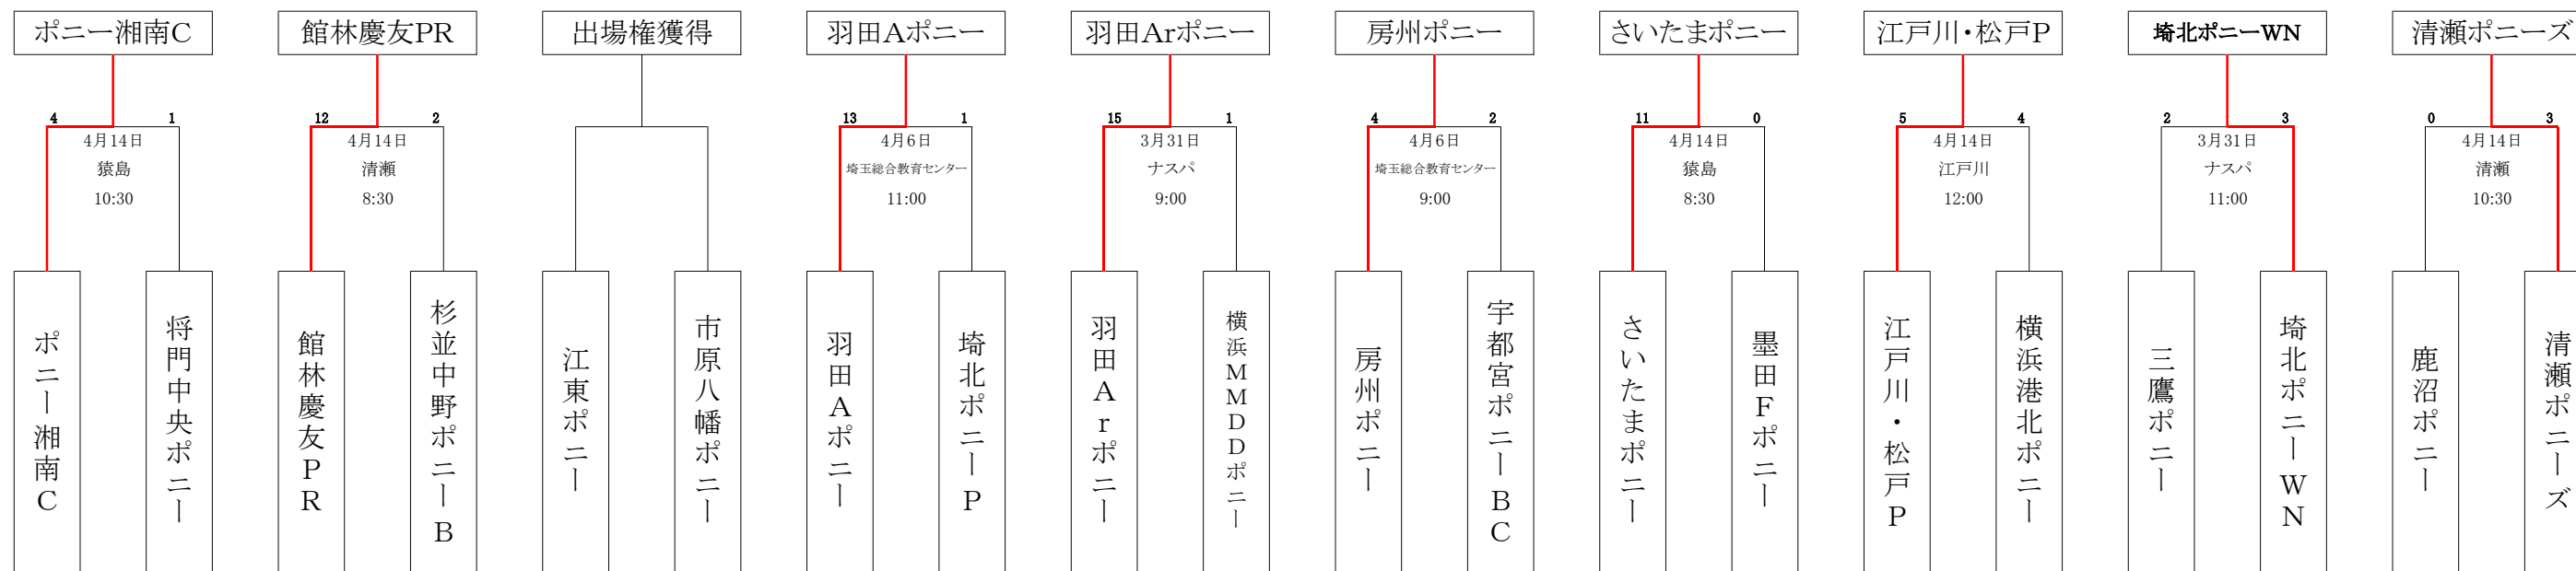 ポニー湘南C
館林慶友PR
出場権獲得
羽田Aポニー
羽田Arポニー
房州ポニー
さいたまポニー
江戸川・松戸P
埼北ポニーWN
清瀬ポニーズ
4 1
4月14日
猿島
10:30
12 2
4月14日
清瀬
8:30
13 1
4月6日
埼玉総合教育センター
11:00
15 1
3月31日
ナスパ
9:00
4 2
4月6日
埼玉総合教育センター
9:00
11 0
4月14日
猿島
8:30
5 4
4月14日
江戸川
12:00
2 3
3月31日
ナスパ
11:00
0 3
4月14日
清瀬
10:30
ポニー湘南C
将門中央ポニー
館林慶友PR
杉並中野ポニーB
江東ポニー
市原八幡ポニー
羽田Aポニー
埼北ポニーP
羽田Arポニー
横浜MMDDポニー
房州ポニー
宇都宮ポニーBC
さいたまポニー
墨田Fポニー
江戸川・松戸P
横浜港北ポニー
三鷹ポニー
埼北ポニーWN
鹿沼ポニー
清瀬ポニーズ